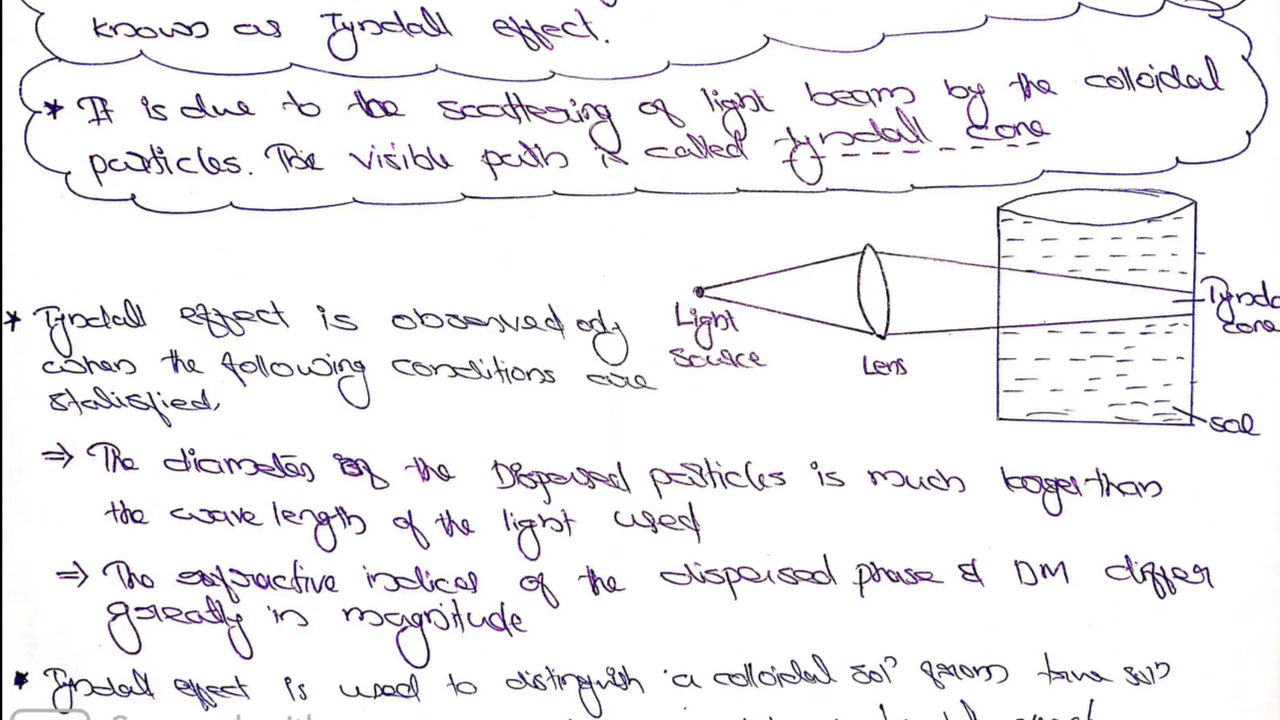 known as Tyndall effect.
* It is due to the scattering of light beam by the colloidal
particles. The visible path is called tyndall cone
Light
source
Lens
Tynda
cone
sol
* Tyndall effect is observed only
when the following conditions are
statisfied,
⇒ The diameter of the Dispersed particles is much larger than
the wave length of the light used
⇒ The refractive indices of the dispersed phase & DM differ
greatly in magnitude
* Tyndall effect is used to distinguish a colloidal solⁿ from true solⁿ